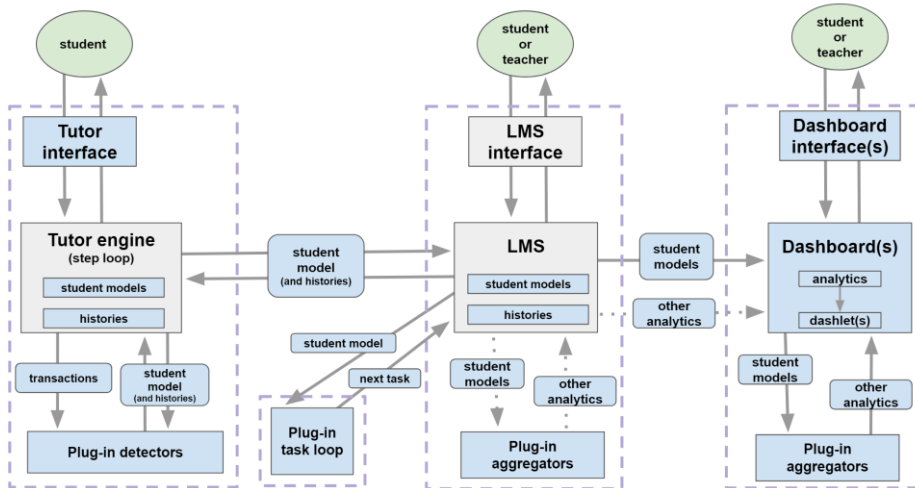 student
student
or
teacher
student
or
teacher
Tutor
interface
LMS
interface
Dashboard
interface(s)
Tutor engine
(step loop)
student models
histories
student
model
(and histories)
LMS
student models
histories
student
models
other
analytics
Dashboard(s)
analytics
dashlet(s)
student model
next task
transactions
student
model
(and histories)
student
models
other
analytics
student
models
other
analytics
Plug-in detectors
Plug-in
task loop
Plug-in
aggregators
Plug-in
aggregators